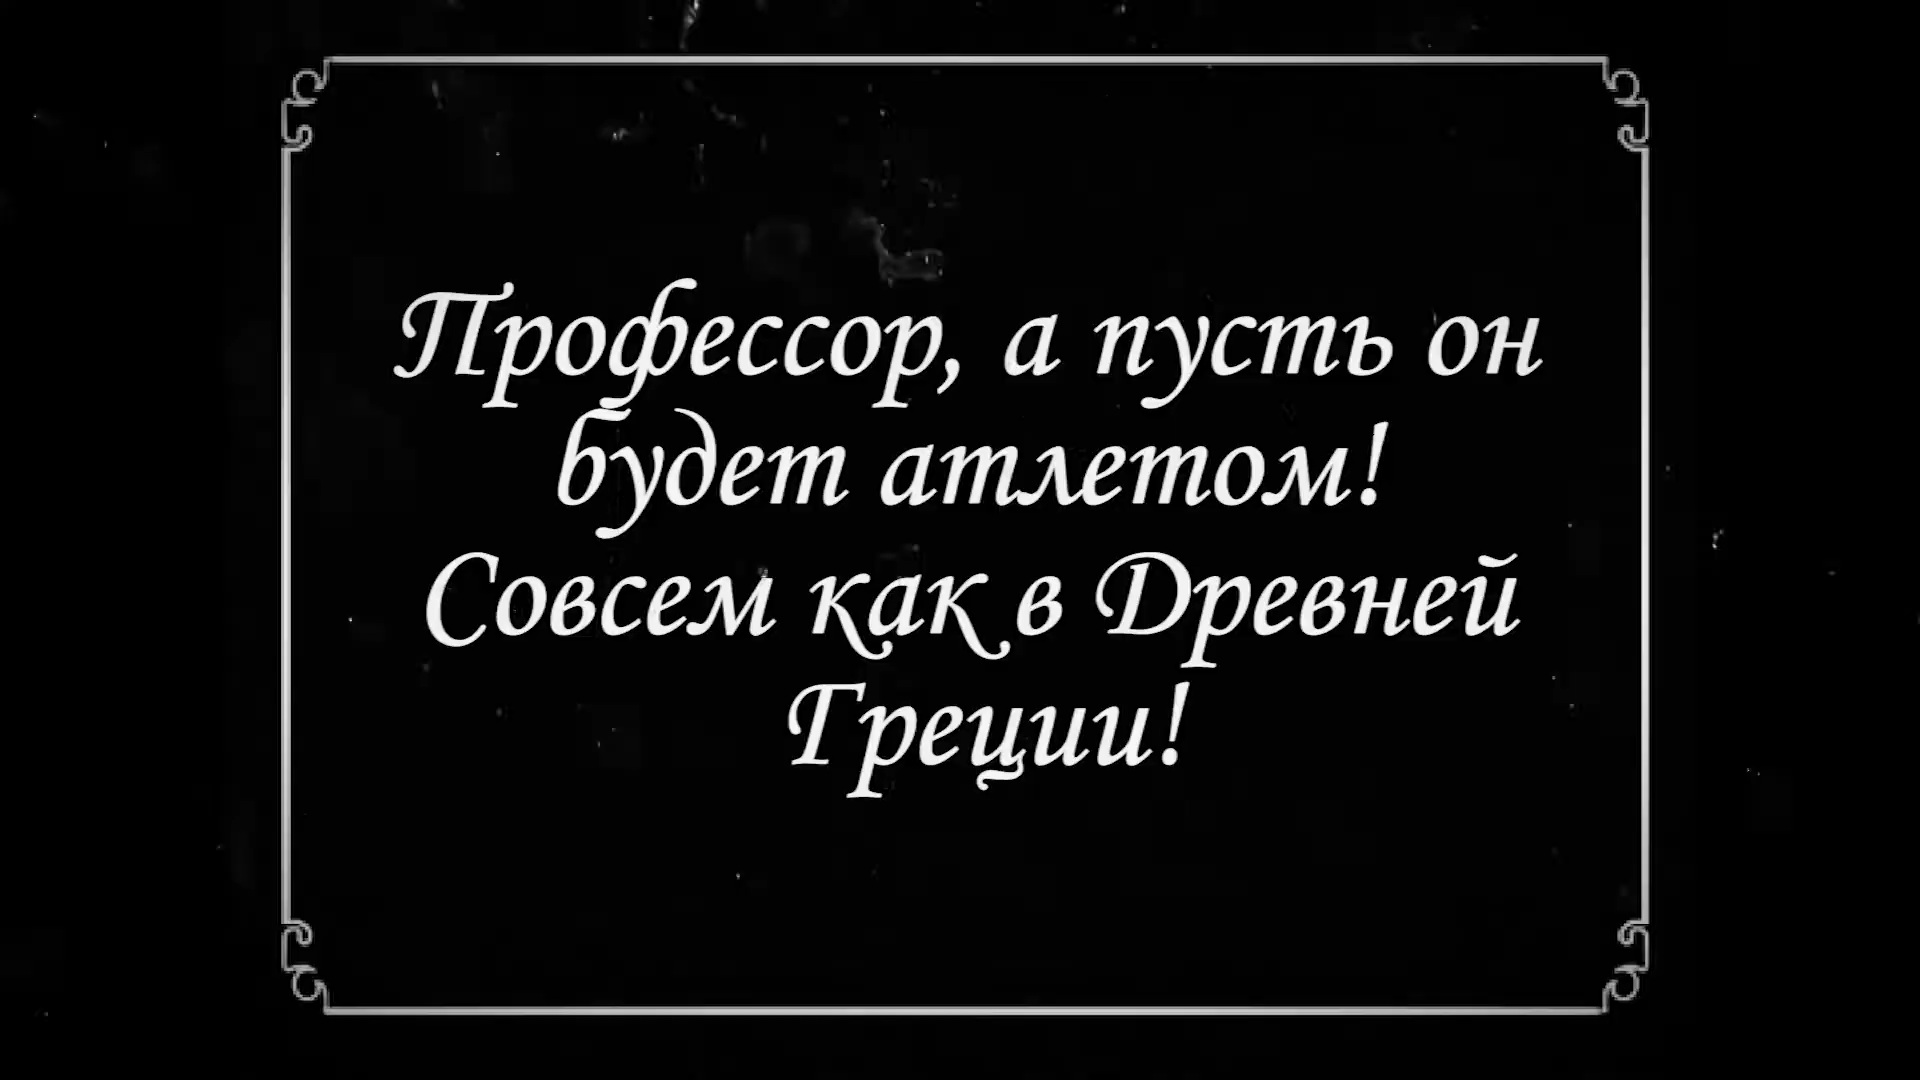 Профессор, а пусть он
будет атлетом!
Совсем как в Древней
Греции!